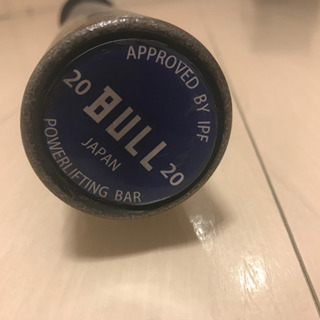 APPROVED BY IPF
20 BULL 20
JAPAN
POWERLIFTING BAR